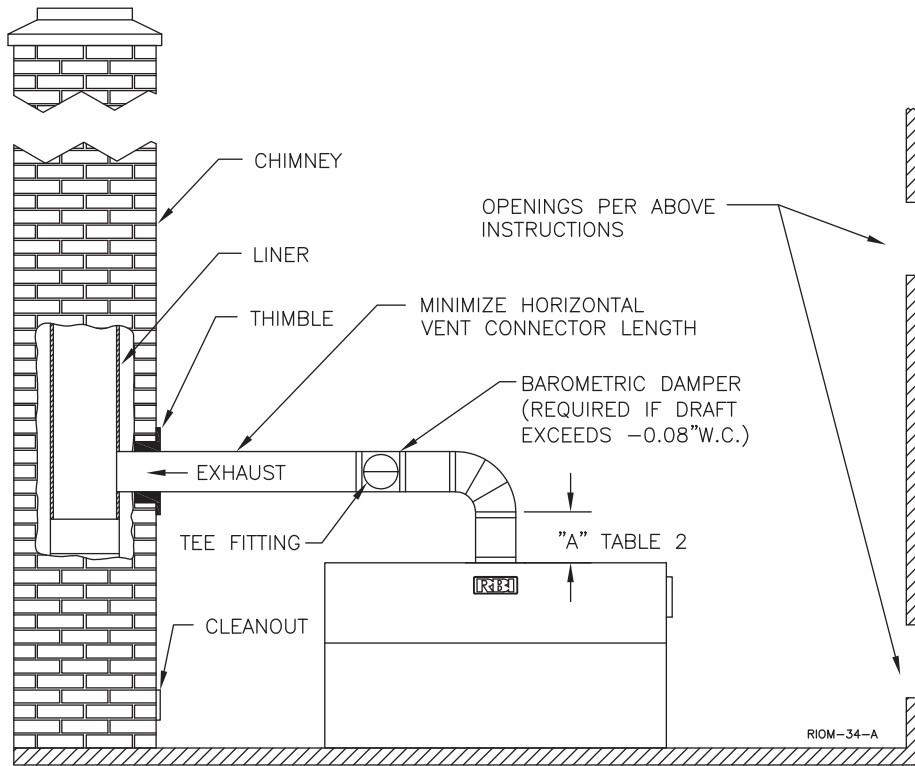 CHIMNEY
OPENINGS PER ABOVE
INSTRUCTIONS
LINER
THIMBLE
MINIMIZE HORIZONTAL
VENT CONNECTOR LENGTH
BAROMETRIC DAMPER
(REQUIRED IF DRAFT
EXCEEDS −0.08"W.C.)
EXHAUST
TEE FITTING
"A" TABLE 2
RBI
CLEANOUT
RIOM−34−A